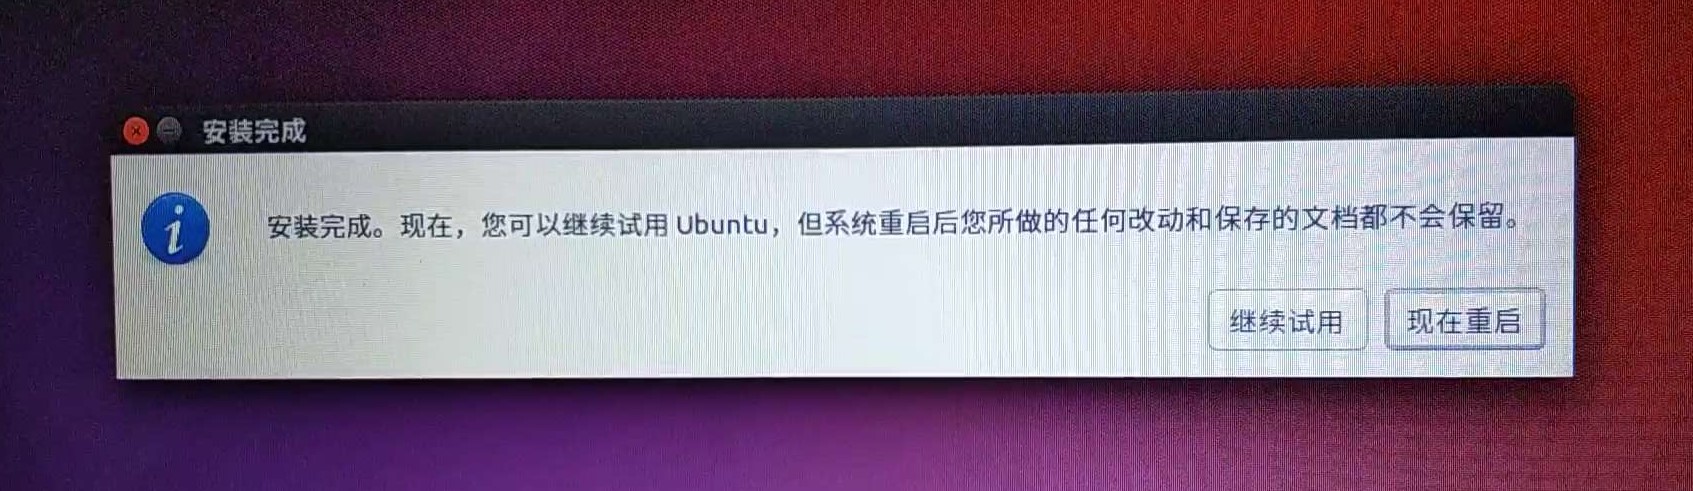 安装完成
安装完成。现在，您可以继续试用 Ubuntu，但系统重启后您所做的任何改动和保存的文档都不会保留。
继续试用
现在重启